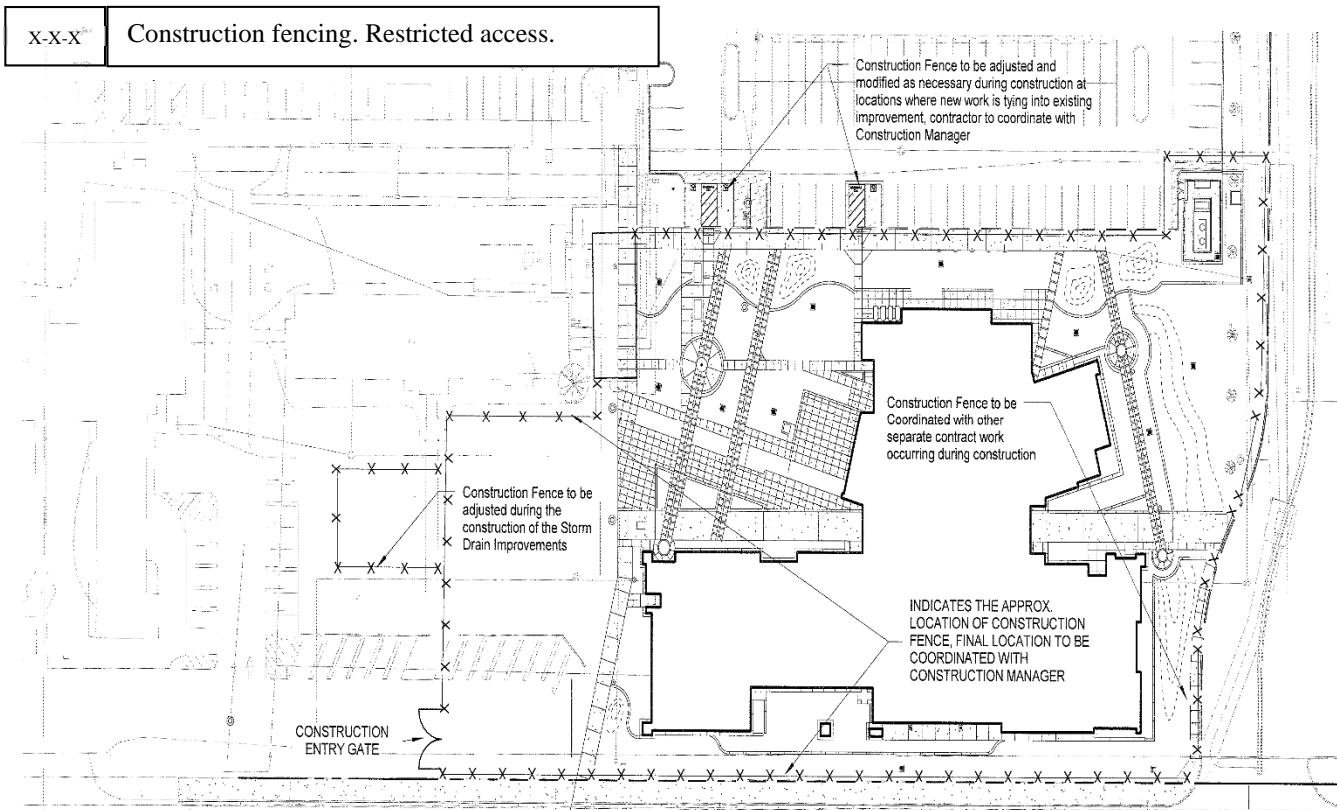 X-X-X
Construction fencing. Restricted access.
Construction Fence to be adjusted and
modified as necessary during construction at
locations where new work is tying into existing
improvement, contractor to coordinate with
Construction Manager
Construction Fence to be
Coordinated with other
separate contract work
occurring during construction
Construction Fence to be
adjusted during the
construction of the Storm
Drain Improvements
INDICATES THE APPROX.
LOCATION OF CONSTRUCTION
FENCE, FINAL LOCATION TO BE
COORDINATED WITH
CONSTRUCTION MANAGER
CONSTRUCTION
ENTRY GATE